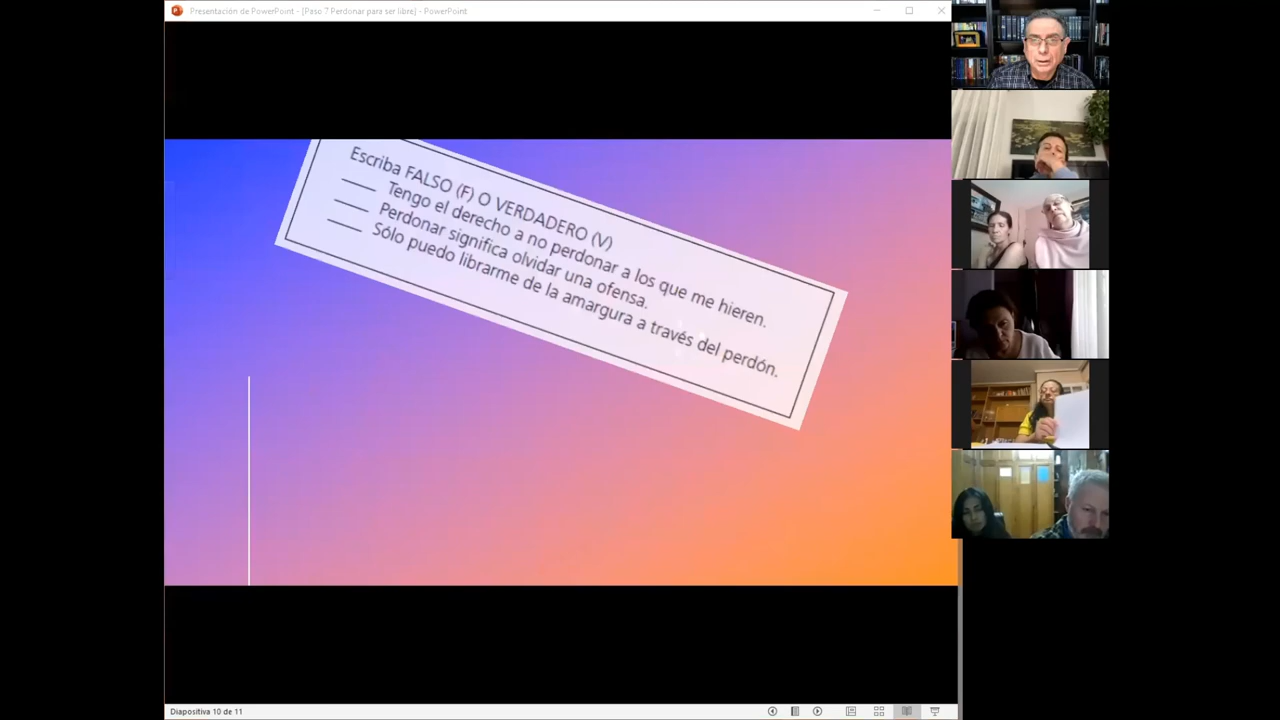 Presentación de PowerPoint - [Paso 7 Perdonar para ser libre] - PowerPoint
Escriba FALSO (F) O VERDADERO (V)
____ Tengo el derecho a no perdonar a los que me hieren.
____ Perdonar significa olvidar una ofensa.
____ Sólo puedo librarme de la amargura a través del perdón.
Diapositiva 10 de 11